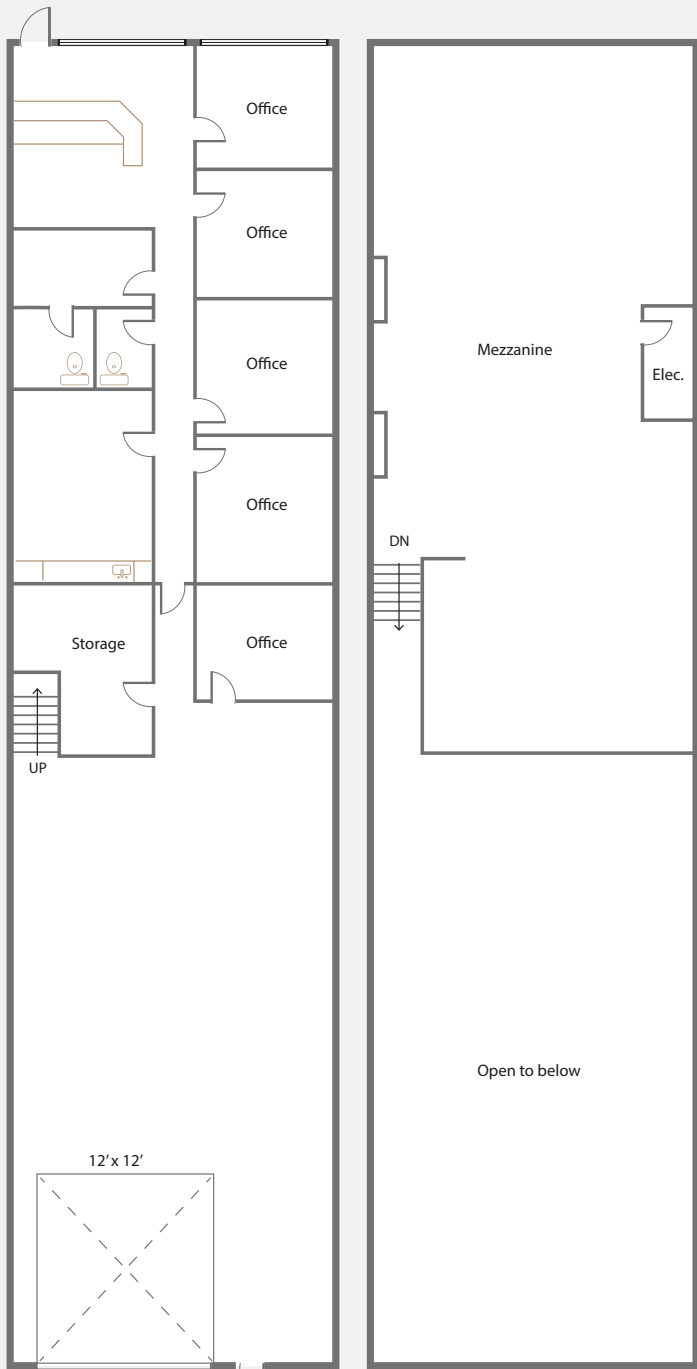 Office
Office
Office
Office
Storage
Office
UP
12' x 12'
Mezzanine
Elec.
DN
Open to below